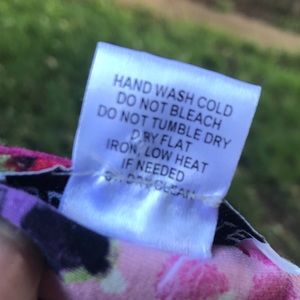 HAND WASH COLD
DO NOT BLEACH
DO NOT TUMBLE DRY
DRY FLAT
IRON, LOW HEAT
IF NEEDED
OR DRY CLEAN